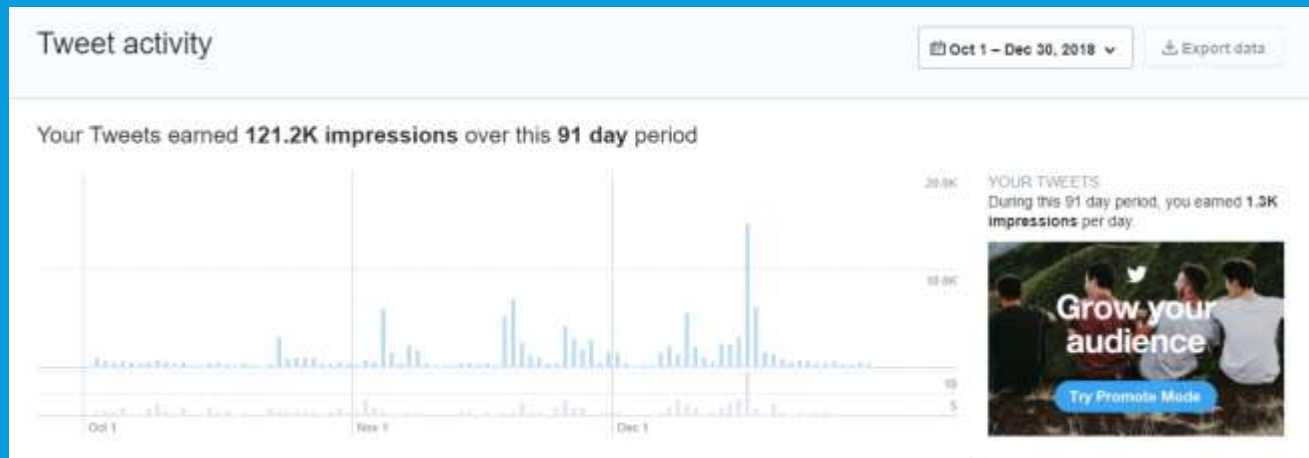 Tweet activity
Oct 1 – Dec 30, 2018
Export data
Your Tweets earned 121.2K impressions over this 91 day period
20.0K
10.0K
10
5
Oct 1
Nov 1
Dec 1
YOUR TWEETS
During this 91 day period, you earned 1.3K
impressions per day.
Grow your
audience
Try Promote Mode